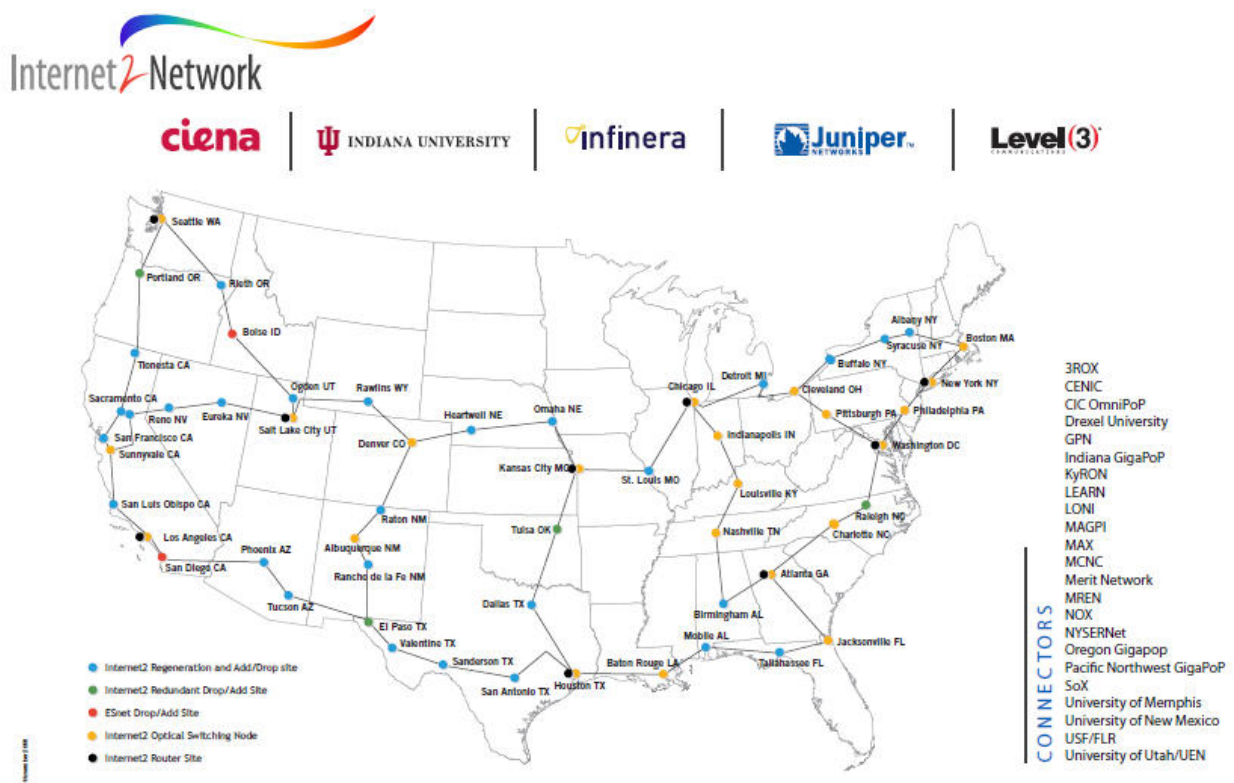 Internet2 Network
ciena
INDIANA UNIVERSITY
infinera
Juniper
NETWORKS
Level (3)
COMMUNICATIONS
Seattle WA
Portland OR
Rieth OR
Boise ID
Tionesta CA
Sacramento CA
Reno NV
Eureka NV
Ogden UT
Rawlins WY
Salt Lake City UT
San Francisco CA
Sunnyvale CA
Denver CO
Heartwell NE
Omaha NE
Kansas City MO
St. Louis MO
Chicago IL
Detroit MI
Cleveland OH
Buffalo NY
Syracuse NY
Albany NY
Boston MA
New York NY
Philadelphia PA
Pittsburgh PA
Washington DC
Indianapolis IN
Louisville KY
Nashville TN
Raleigh NC
Charlotte NC
Atlanta GA
Birmingham AL
San Luis Obispo CA
Los Angeles CA
San Diego CA
Phoenix AZ
Tucson AZ
Raton NM
Albuquerque NM
Rancho de la Fe NM
El Paso TX
Valentine TX
Sanderson TX
San Antonio TX
Tulsa OK
Dallas TX
Houston TX
Baton Rouge LA
Mobile AL
Tallahassee FL
Jacksonville FL
Internet2 Regeneration and Add/Drop site
Internet2 Redundant Drop/Add Site
ESnet Drop/Add Site
Internet2 Optical Switching Node
Internet2 Router Site
CONNECTORS
3ROX
CENIC
CIC OmniPoP
Drexel University
GPN
Indiana GigaPoP
KyRON
LEARN
LONI
MAGPI
MAX
MCNC
Merit Network
MREN
NOX
NYSERNet
Oregon Gigapop
Pacific Northwest GigaPoP
SoX
University of Memphis
University of New Mexico
USF/FLR
University of Utah/UEN